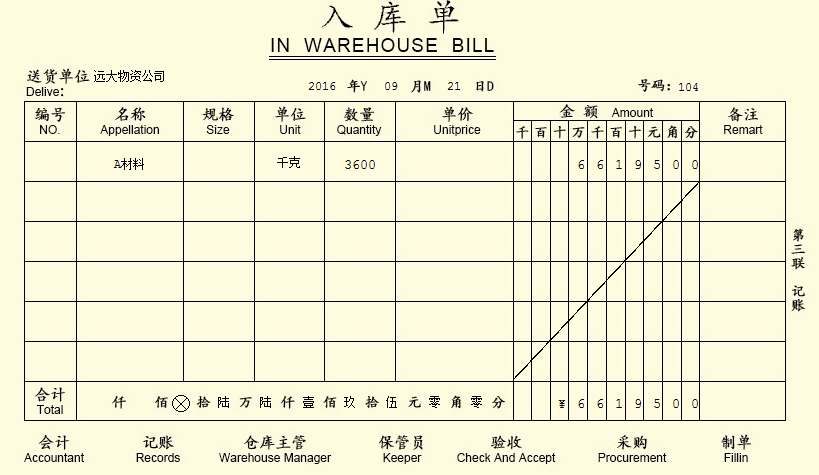 入库单
IN WAREHOUSE BILL
送货单位 远大物资公司
Delive:
2016 年Y 09 月M 21 日D
号码: 104
编号 名称 规格 单位 数量 单价 金额 Amount 备注
NO. Appellation Size Unit Quantity Unitprice 千 百 十 万 千 百 十 元 角 分 Remart
A材料 千克 3600 6 6 1 9 5 0 0
合计 仟 佰 ⊗ 拾 陆 万 陆 仟 壹 佰 玖 拾 伍 元 零 角 零 分 ¥ 6 6 1 9 5 0 0
Total
第三联 记账
会计 记账 仓库主管 保管员 验收 采购 制单
Accountant Records Warehouse Manager Keeper Check And Accept Procurement Fillin